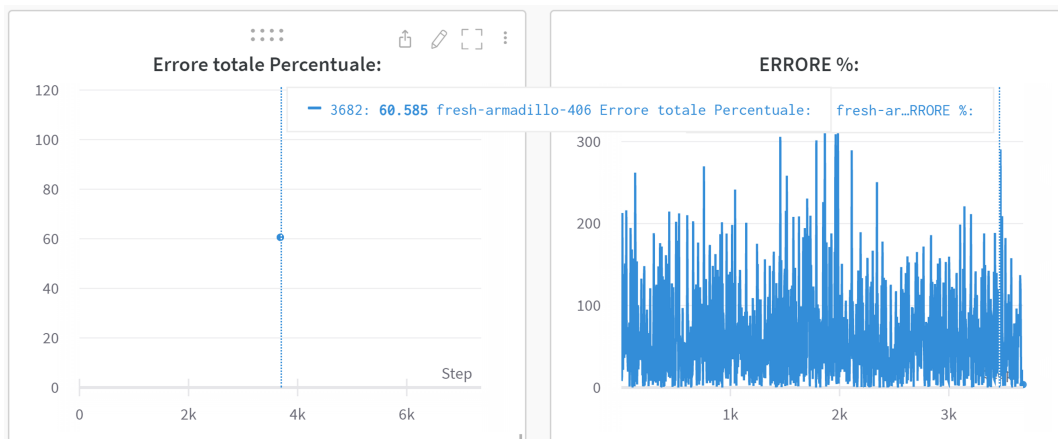 Errore totale Percentuale:
120
3682: 60.585 fresh-armadillo-406 Errore totale Percentuale:
100
80
60
40
20
0
Step
0 2k 4k 6k
ERRORE %:
fresh-ar…RRORE %:
300
200
100
0
1k 2k 3k